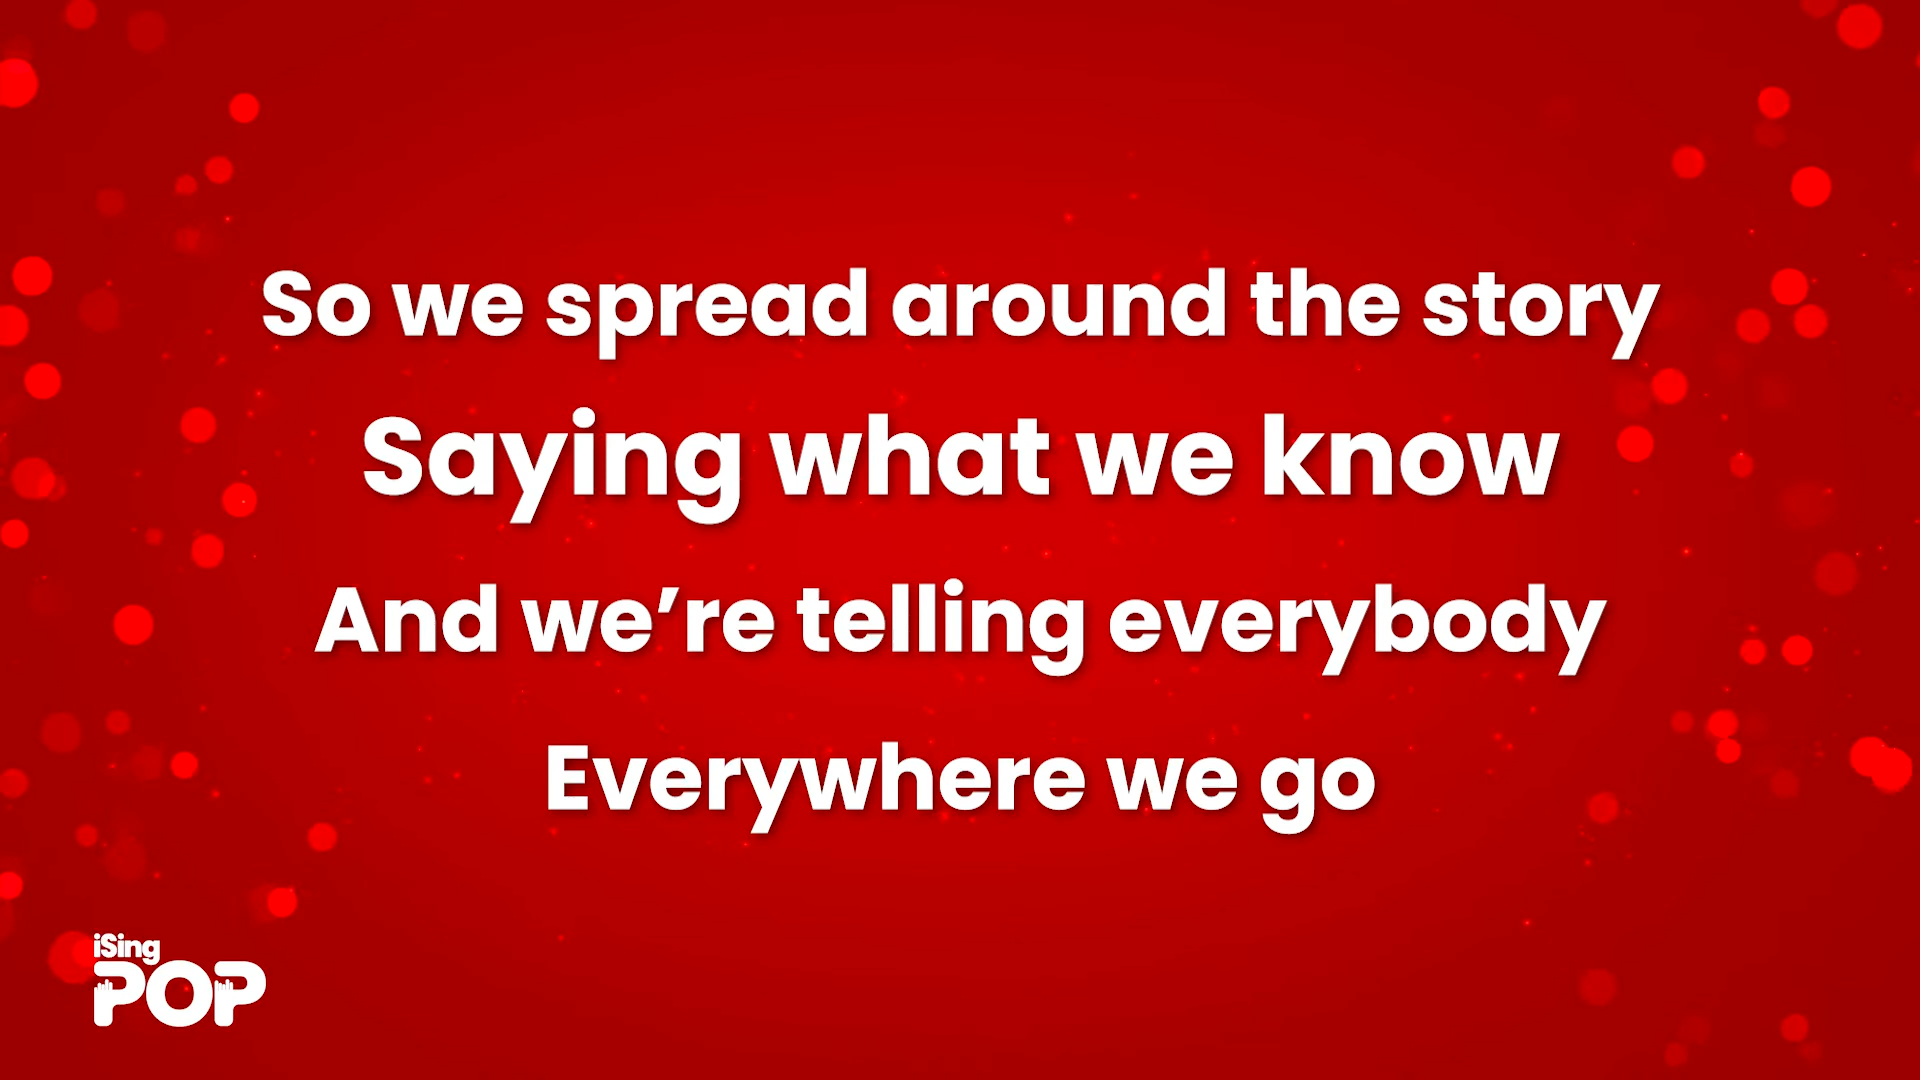 So we spread around the story
Saying what we know
And we’re telling everybody
Everywhere we go
iSing
POP